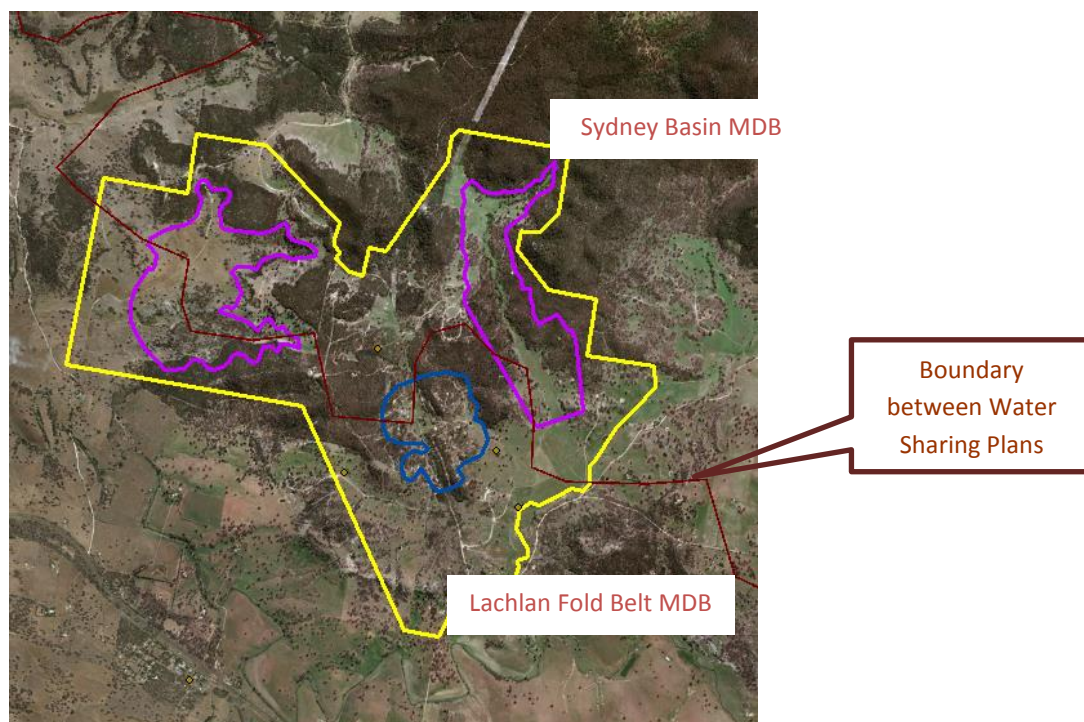 Sydney Basin MDB
Boundary
between Water
Sharing Plans
Lachlan Fold Belt MDB